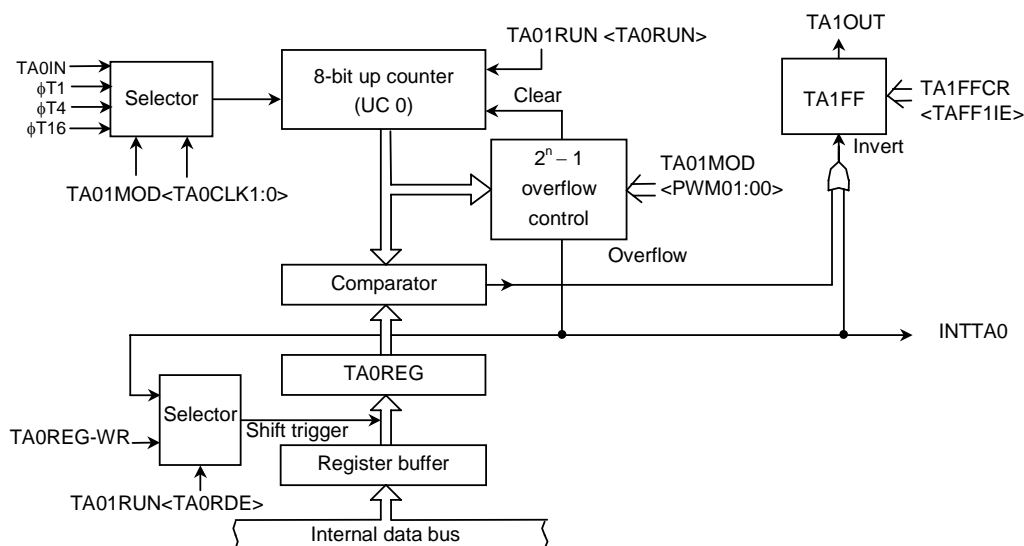 TA1OUT
TA01RUN <TA0RUN>
TA0IN
ϕT1
ϕT4
ϕT16
Selector
8-bit up counter
(UC 0)
TA1FF
TA1FFCR
<TAFF1IE>
Clear
Invert
TA01MOD<TA0CLK1:0>
2ⁿ – 1
overflow
control
TA01MOD
<PWM01:00>
Overflow
Comparator
INTTA0
TA0REG
Selector
Shift trigger
TA0REG-WR
Register buffer
TA01RUN<TA0RDE>
Internal data bus